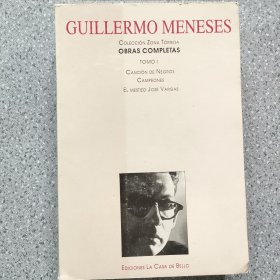 GUILLERMO MENESES
COLECCIÓN ZONA TÓRRIDA
OBRAS COMPLETAS
TOMO I
CANCIÓN DE NEGROS
CAMPEONES
EL MESTIZO JOSÉ VARGAS
EDICIONES LA CASA DE BELLO